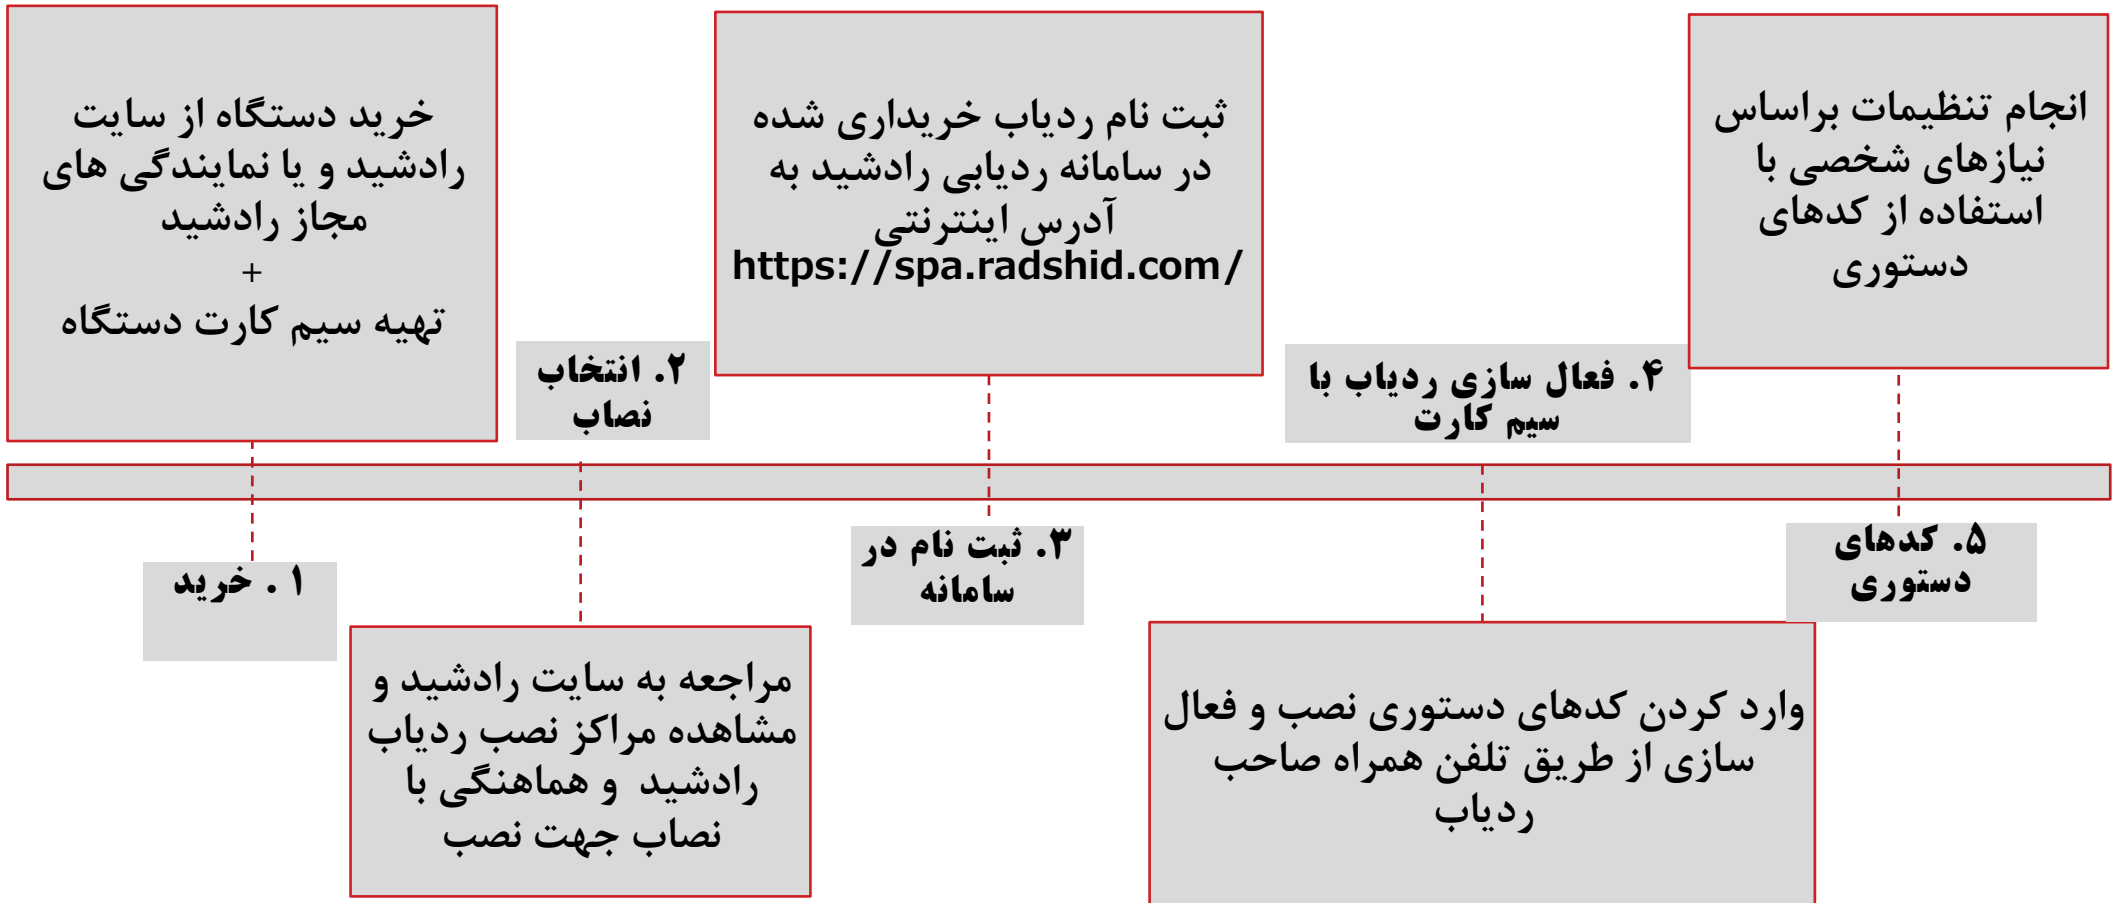 خرید دستگاه از سایت
رادشید و یا نمایندگی های
مجاز رادشید
+
تهیه سیم کارت دستگاه
۱ . خرید
۲. انتخاب
نصاب
مراجعه به سایت رادشید و
مشاهده مراکز نصب ردیاب
رادشید و هماهنگی با
نصاب جهت نصب
ثبت نام ردیاب خریداری شده
در سامانه ردیابی رادشید به
آدرس اینترنتی
https://spa.radshid.com/
۳. ثبت نام در
سامانه
۴. فعال سازی ردیاب با
سیم کارت
وارد کردن کدهای دستوری نصب و فعال
سازی از طریق تلفن همراه صاحب
ردیاب
انجام تنظیمات براساس
نیازهای شخصی با
استفاده از کدهای
دستوری
۵. کدهای
دستوری